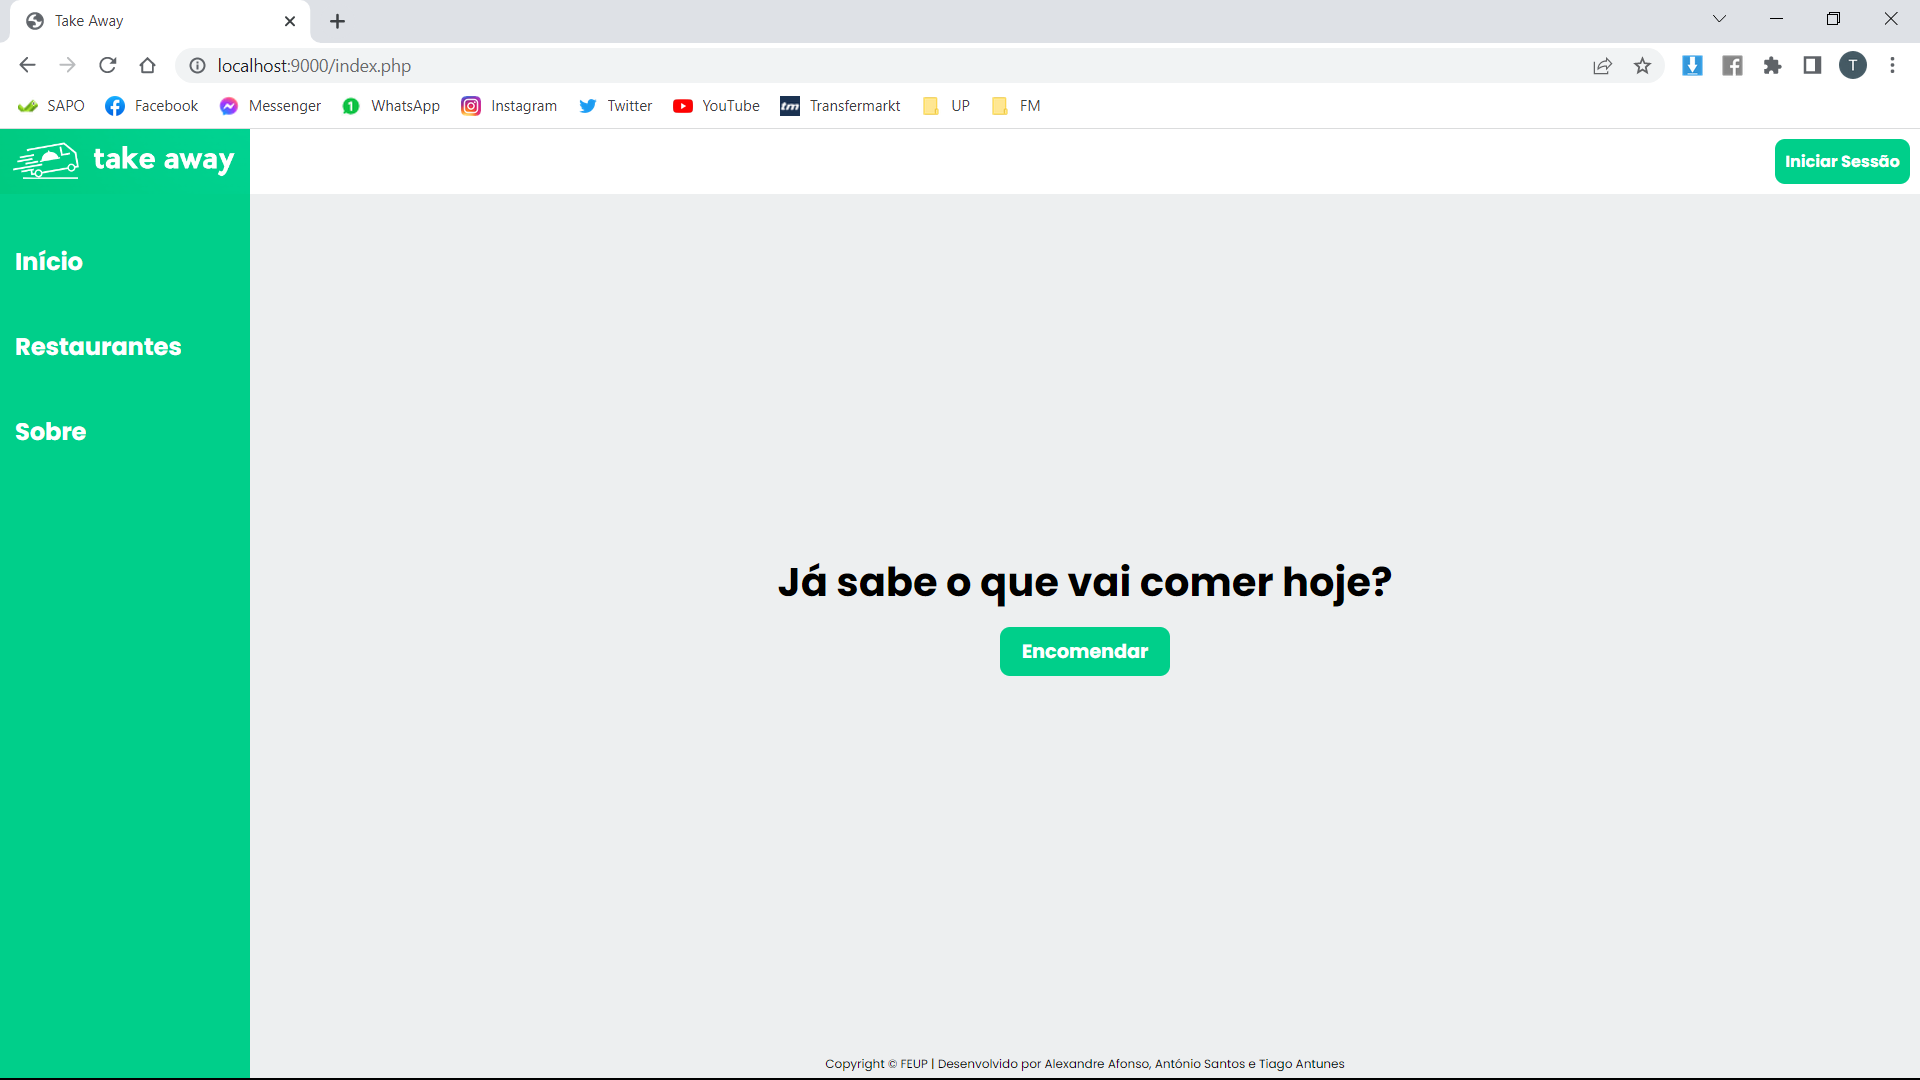 Take Away
localhost:9000/index.php
T
SAPO Facebook Messenger WhatsApp Instagram Twitter YouTube tm Transfermarkt UP FM
take away
Iniciar Sessão
Início
Restaurantes
Sobre
Já sabe o que vai comer hoje?
Encomendar
Copyright © FEUP | Desenvolvido por Alexandre Afonso, António Santos e Tiago Antunes